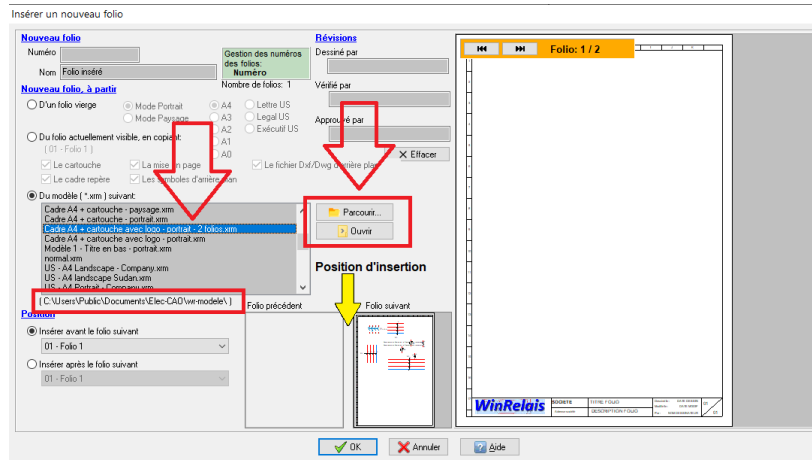 Insérer un nouveau folio
Nouveau folio
Numéro
Nom Folio inséré
Gestion des numéros
des folios:
Numéro
Nombre de folios: 1
Révisions
Dessiné par
Vérifié par
Approuvé par
Effacer
Nouveau folio, à partir
D'un folio vierge
Mode Portrait
Mode Paysage
A4
A3
A2
A1
A0
Lettre US
Legal US
Exécutif US
Du folio actuellement visible, en copiant:
( 01 - Folio 1 )
Le cartouche
La mise en page
Le fichier Dxf/Dwg d'arrière plan
Le cadre repère
Les symboles d'arrière plan
Du modèle ( *.xrm ) suivant:
Cadre A4 + cartouche - paysage.xrm
Cadre A4 + cartouche - portrait.xrm
Cadre A4 + cartouche avec logo - portrait - 2 folios.xrm
Cadre A4 + cartouche avec logo - portrait.xrm
Modèle 1 - Titre en bas - portrait.xrm
normal.xrm
US - A4 Landscape - Company.xrm
US - A4 landscape Sudan.xrm
US - A4 Portrait - Company.xrm
( C:\Users\Public\Documents\Elec-CAO\wr-modele\ )
Parcourir...
Ouvrir
Position d'insertion
Folio précédent
Folio suivant
Position
Insérer avant le folio suivant
01 - Folio 1
Insérer après le folio suivant
01 - Folio 1
Folio: 1 / 2
WinRelais
SOCIETE
TITRE FOLIO
DESCRIPTION FOLIO
OK
Annuler
Aide